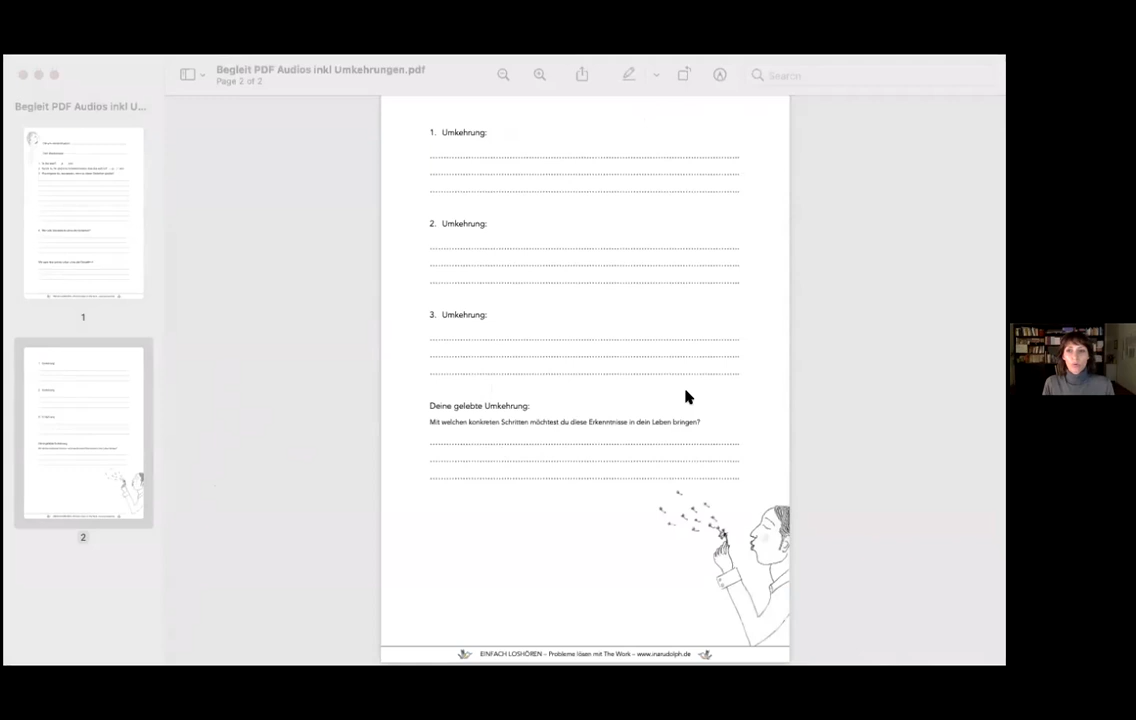 Begleit PDF Audios inkl Umkehrungen.pdf
Page 2 of 2
Search
Begleit PDF Audios inkl U...
1
2
1. Umkehrung:
2. Umkehrung:
3. Umkehrung:
Deine gelebte Umkehrung:
Mit welchen konkreten Schritten möchtest du diese Erkenntnisse in dein Leben bringen?
EINFACH LOSHÖREN – Probleme lösen mit The Work – www.inarudolph.de